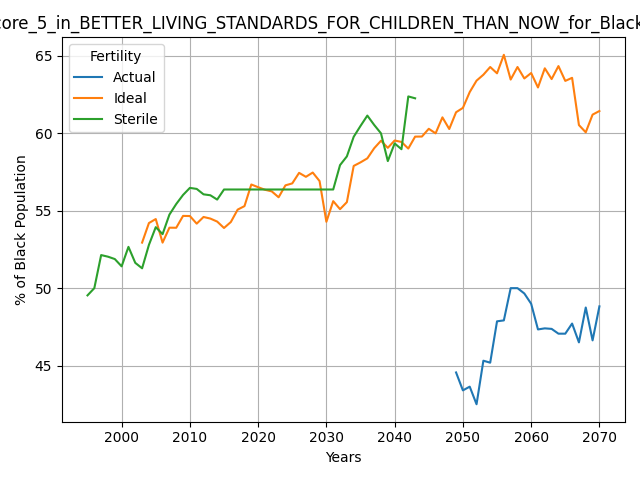 core_5_in_BETTER_LIVING_STANDARDS_FOR_CHILDREN_THAN_NOW_for_Black
Fertility
Actual
Ideal
Sterile
% of Black Population
65
60
55
50
45
2000 2010 2020 2030 2040 2050 2060 2070
Years